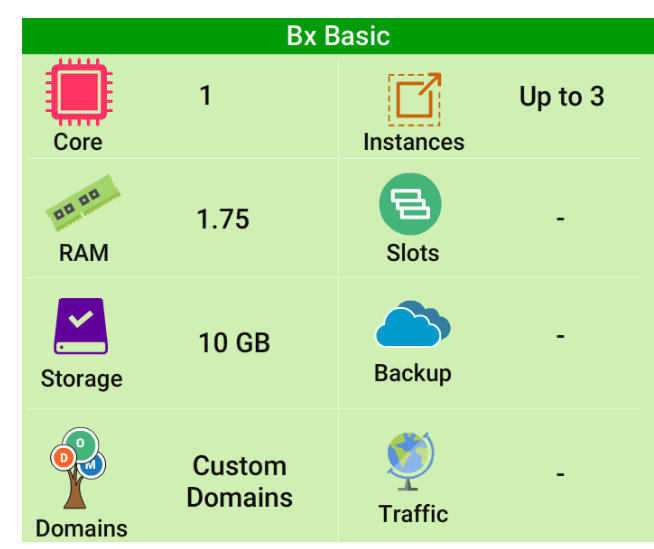 Bx Basic
Core
1
Instances
Up to 3
RAM
1.75
Slots
-
Storage
10 GB
Backup
-
D
O
M
Domains
Custom
Domains
Traffic
-